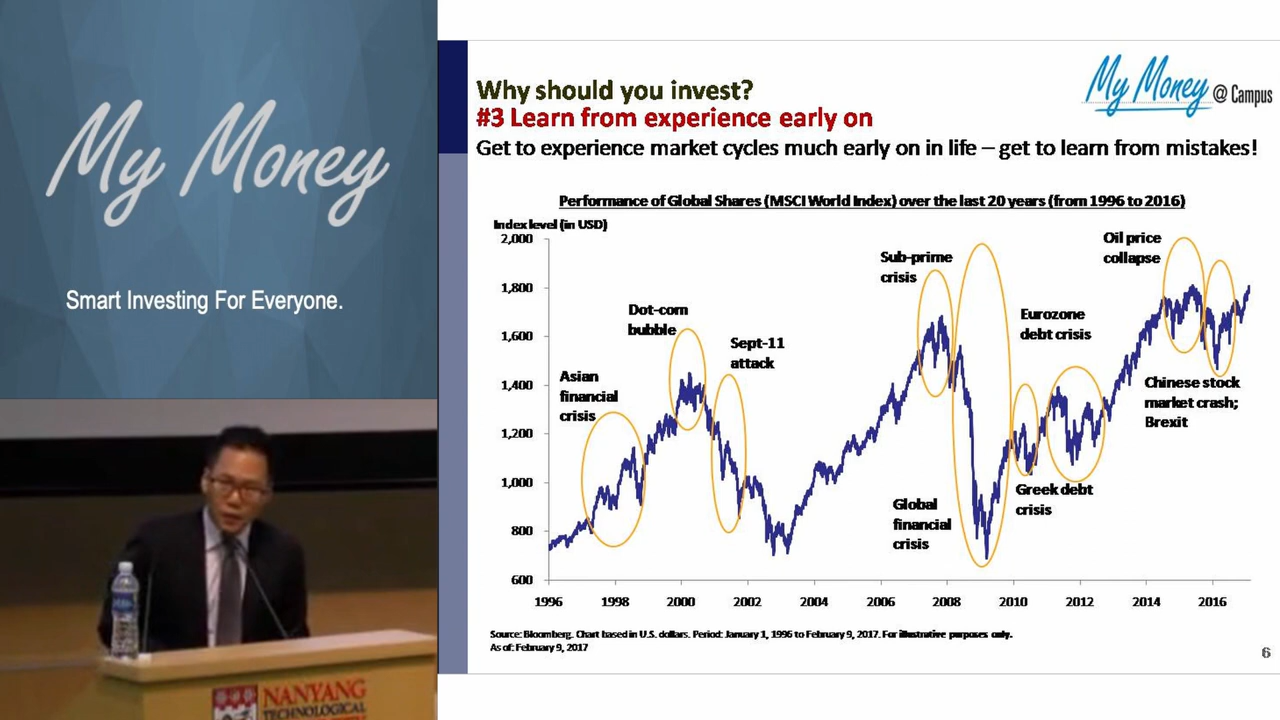 My Money
Smart Investing For Everyone.
NANYANG
TECHNOLOGICAL
Why should you invest?
#3 Learn from experience early on
My Money @ Campus
Get to experience market cycles much early on in life – get to learn from mistakes!
Performance of Global Shares (MSCI World Index) over the last 20 years (from 1996 to 2016)
Index level (in USD)
2,000
1,800
1,600
1,400
1,200
1,000
800
600
Asian
financial
crisis
Dot-com
bubble
Sept-11
attack
Sub-prime
crisis
Global
financial
crisis
Eurozone
debt crisis
Greek debt
crisis
Oil price
collapse
Chinese stock
market crash;
Brexit
1996 1998 2000 2002 2004 2006 2008 2010 2012 2014 2016
Source: Bloomberg. Chart based in U.S. dollars. Period: January 1, 1996 to February 9, 2017. For illustrative purposes only.
As of: February 9, 2017
6